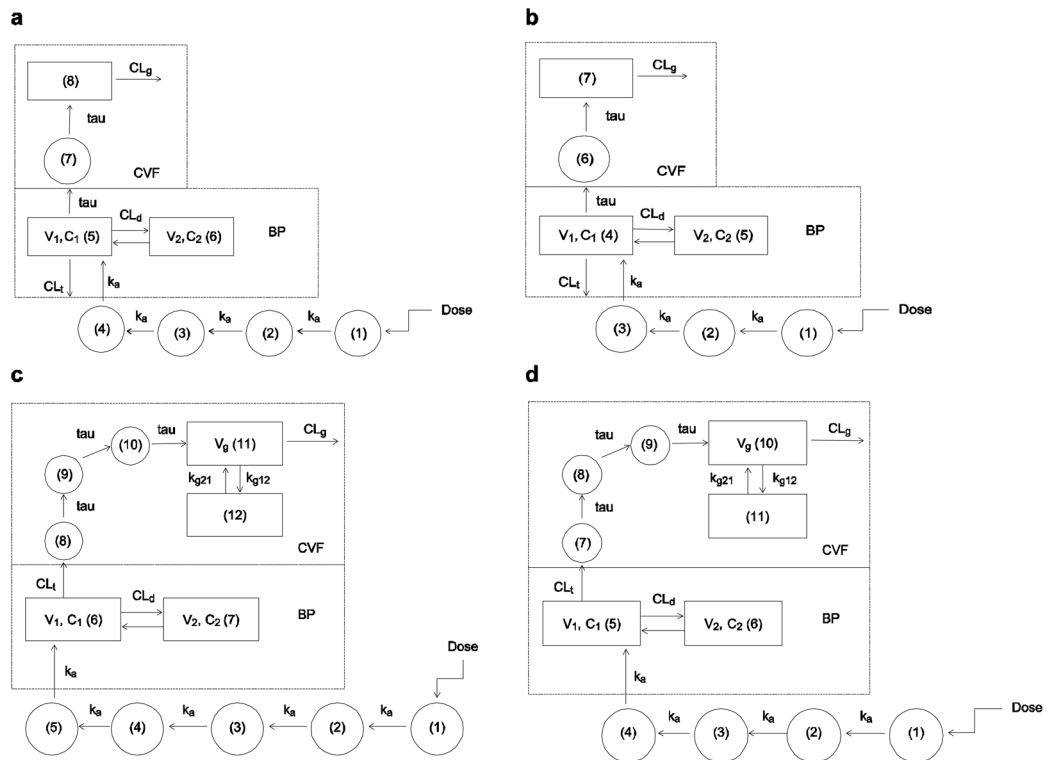 a
(8)
CLg
tau
(7)
CVF
tau
V1, C1 (5)
CLd
V2, C2 (6)
BP
CLt
ka
(4)
ka
(3)
ka
(2)
ka
(1)
Dose
b
(7)
CLg
tau
(6)
CVF
tau
V1, C1 (4)
CLd
V2, C2 (5)
BP
CLt
ka
(3)
ka
(2)
ka
(1)
Dose
c
tau
(10)
tau
Vg (11)
CLg
(9)
kg21
kg12
tau
(12)
(8)
CVF
CLt
V1, C1 (6)
CLd
V2, C2 (7)
BP
Dose
ka
(5)
ka
(4)
ka
(3)
ka
(2)
ka
(1)
d
tau
(9)
tau
Vg (10)
CLg
(8)
kg21
kg12
tau
(11)
(7)
CVF
CLt
V1, C1 (5)
CLd
V2, C2 (6)
BP
ka
(4)
ka
(3)
ka
(2)
ka
(1)
Dose